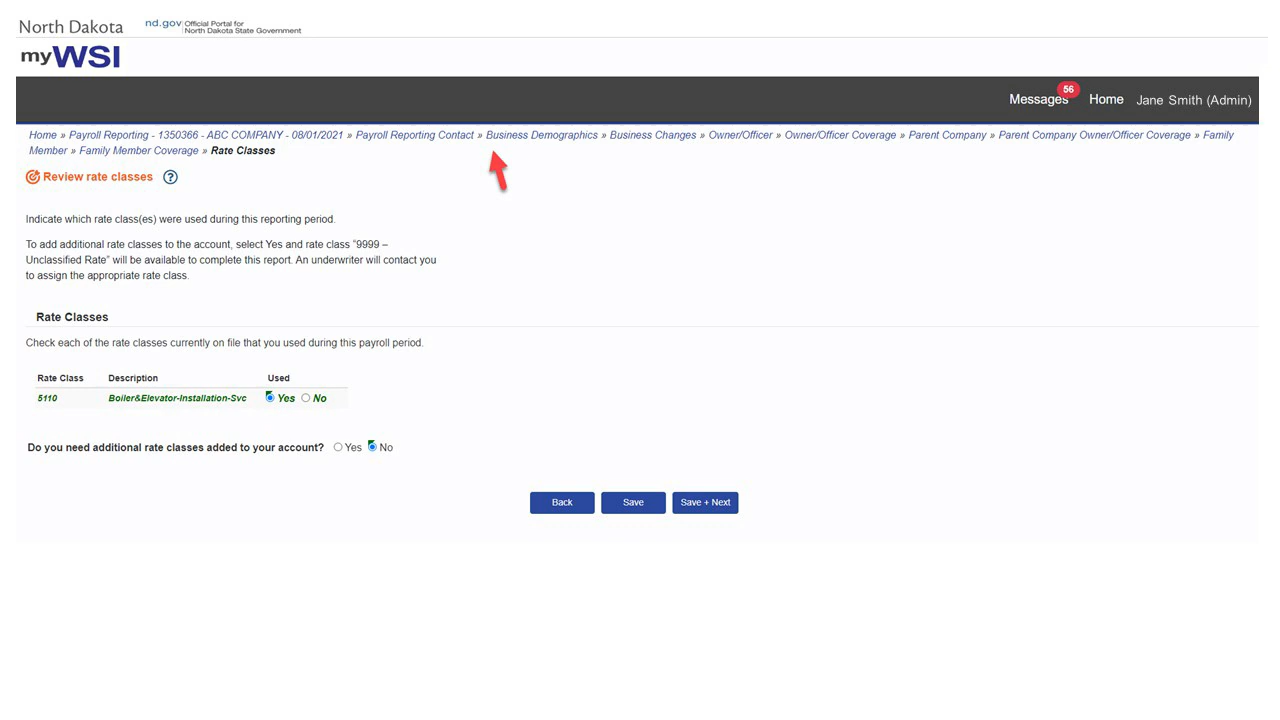 North Dakota
nd.gov Official Portal for
North Dakota State Government
myWSI
Messages 56 Home Jane Smith (Admin)
Home » Payroll Reporting - 1350366 - ABC COMPANY - 08/01/2021 » Payroll Reporting Contact » Business Demographics » Business Changes » Owner/Officer » Owner/Officer Coverage » Parent Company » Parent Company Owner/Officer Coverage » Family
Member » Family Member Coverage » Rate Classes
Review rate classes ?
Indicate which rate class(es) were used during this reporting period.
To add additional rate classes to the account, select Yes and rate class "9999 –
Unclassified Rate" will be available to complete this report. An underwriter will contact you
to assign the appropriate rate class.
Rate Classes
Check each of the rate classes currently on file that you used during this payroll period.
Rate Class Description Used
5110 Boiler&Elevator-Installation-Svc Yes No
Do you need additional rate classes added to your account? Yes No
Back Save Save + Next